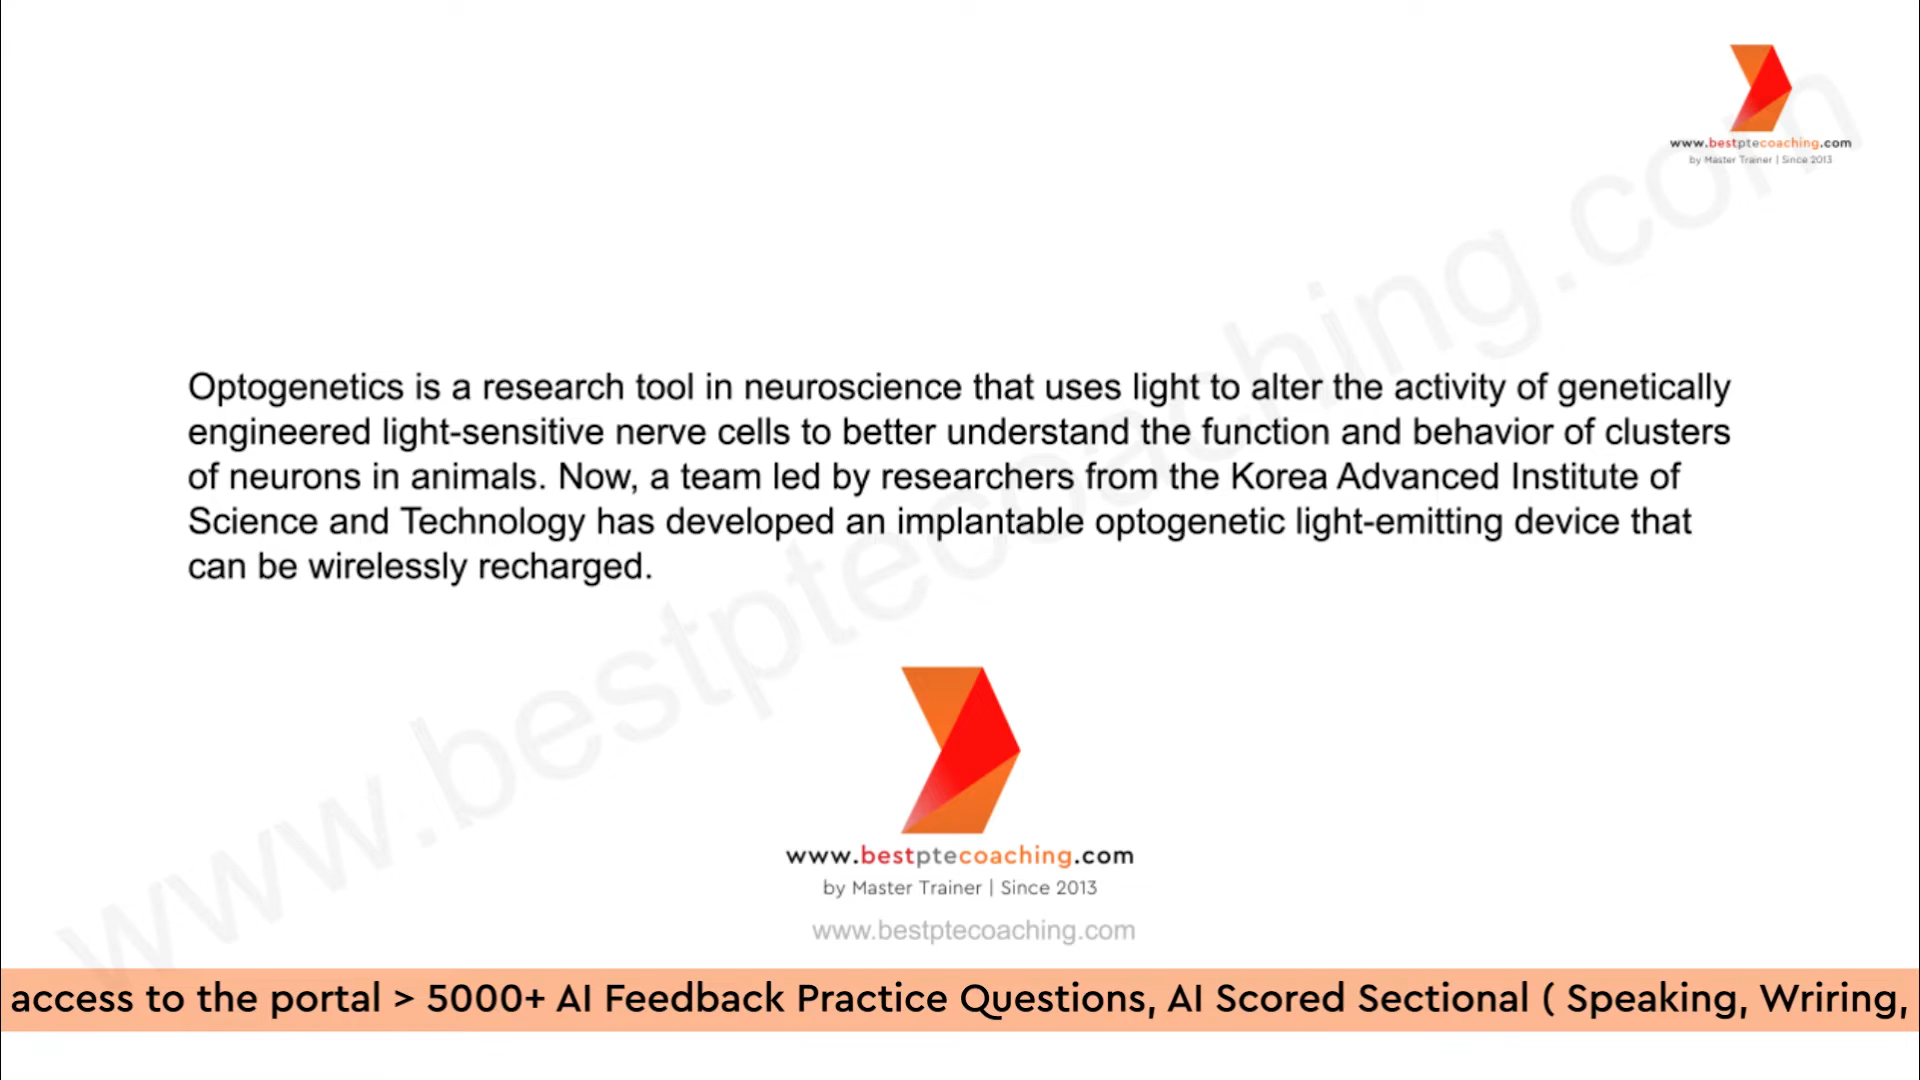 www.bestptecoaching.com
by Master Trainer | Since 2013
Optogenetics is a research tool in neuroscience that uses light to alter the activity of genetically
engineered light-sensitive nerve cells to better understand the function and behavior of clusters
of neurons in animals. Now, a team led by researchers from the Korea Advanced Institute of
Science and Technology has developed an implantable optogenetic light-emitting device that
can be wirelessly recharged.
www.bestptecoaching.com
www.bestptecoaching.com
by Master Trainer | Since 2013
www.bestptecoaching.com
access to the portal > 5000+ AI Feedback Practice Questions, AI Scored Sectional ( Speaking, Wriring,